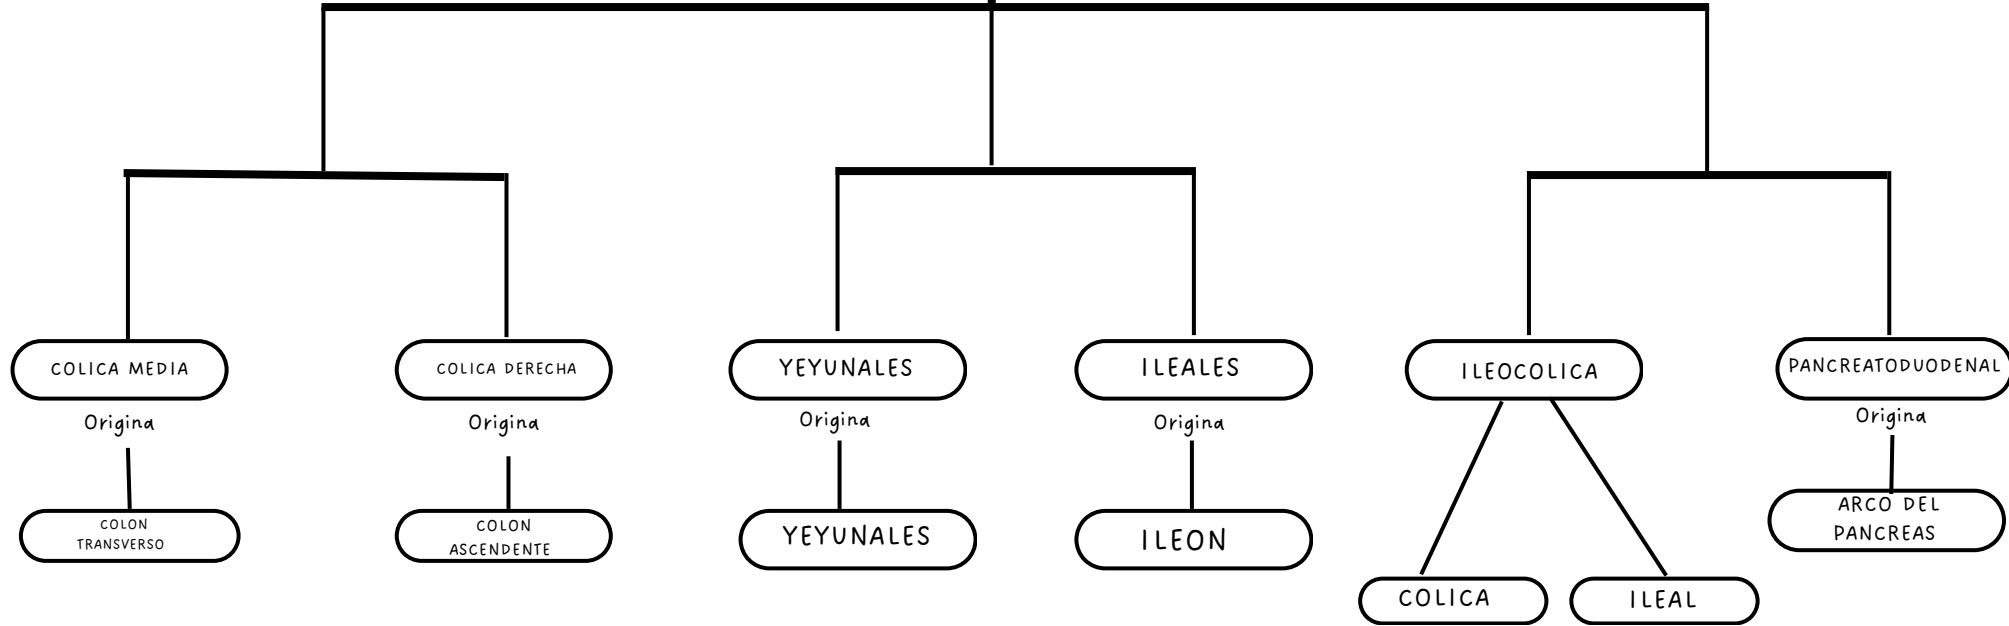 COLICA MEDIA
COLICA DERECHA
YEYUNALES
ILEALES
ILEOCOLICA
PANCREATODUODENAL
Origina
Origina
Origina
Origina
Origina
COLON
TRANSVERSO
COLON
ASCENDENTE
YEYUNALES
ILEON
ARCO DEL
PANCREAS
COLICA
ILEAL